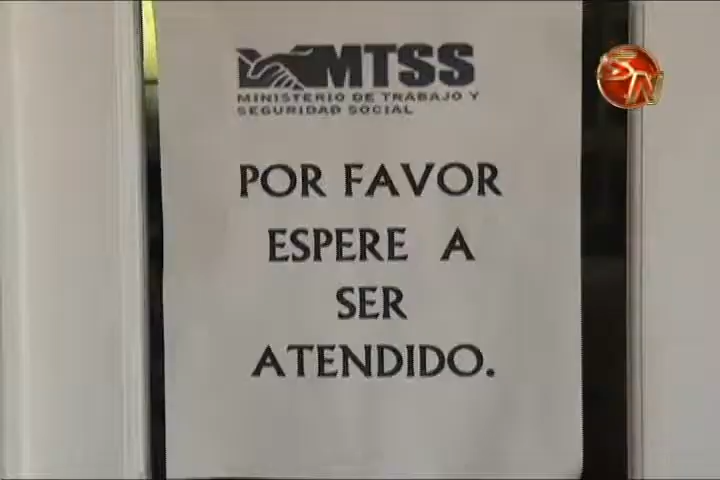 MTSS
MINISTERIO DE TRABAJO Y
SEGURIDAD SOCIAL
POR FAVOR
ESPERE A
SER
ATENDIDO.